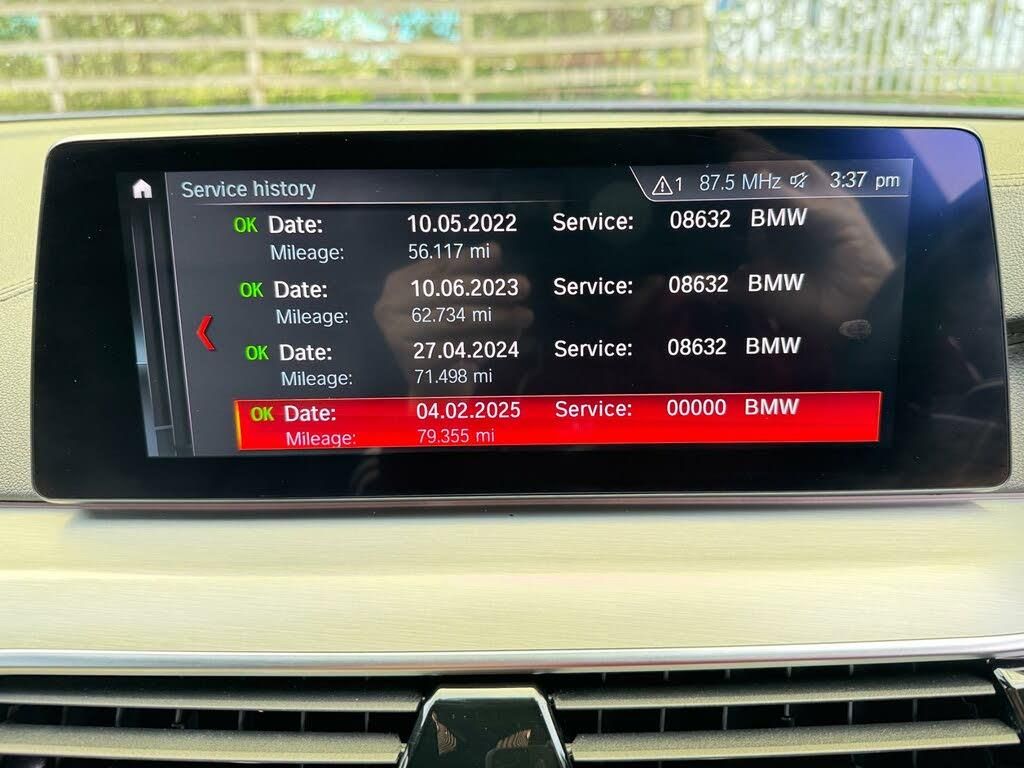 Service history 1 87.5 MHz 3:37 pm
OK Date: 10.05.2022 Service: 08632 BMW
Mileage: 56.117 mi
OK Date: 10.06.2023 Service: 08632 BMW
Mileage: 62.734 mi
OK Date: 27.04.2024 Service: 08632 BMW
Mileage: 71.498 mi
OK Date: 04.02.2025 Service: 00000 BMW
Mileage: 79.355 mi